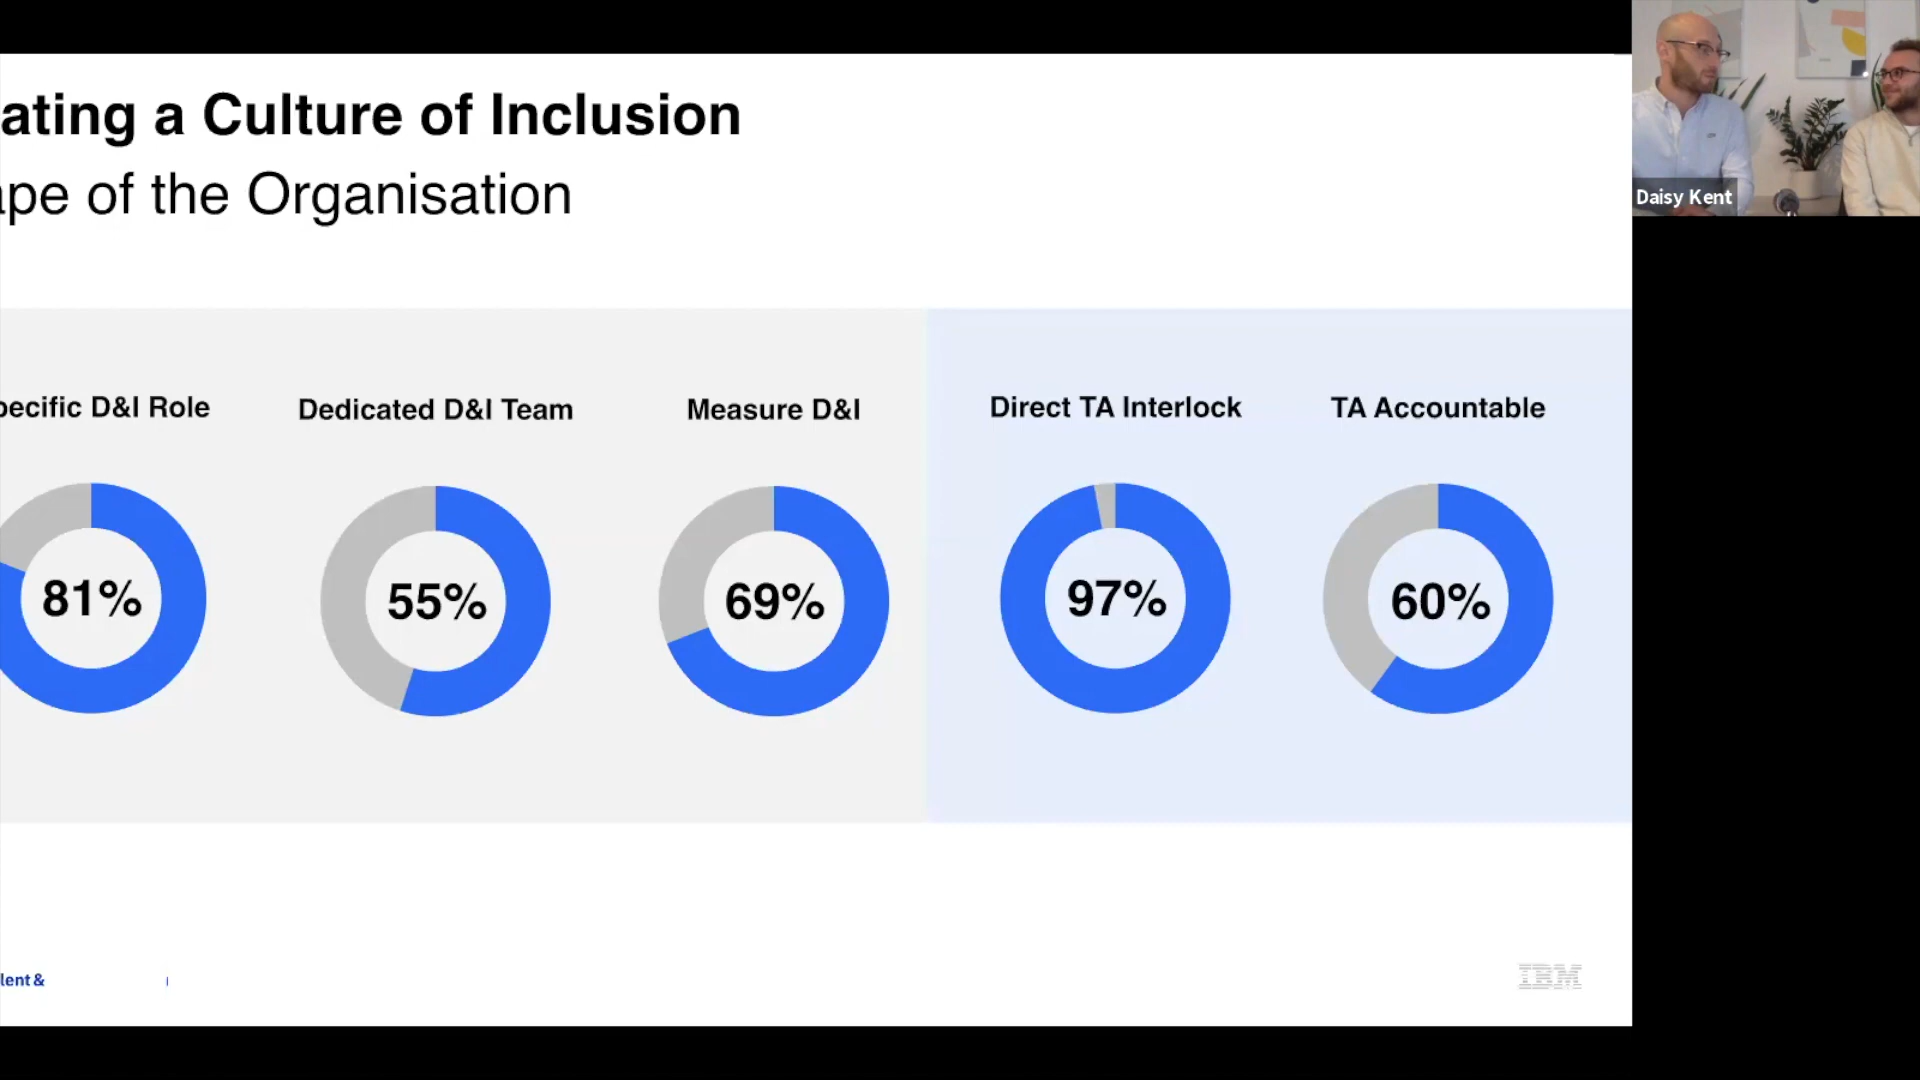 ating a Culture of Inclusion
ape of the Organisation
pecific D&I Role
Dedicated D&I Team
Measure D&I
Direct TA Interlock
TA Accountable
81%
55%
69%
97%
60%
lent &
IBM
Daisy Kent